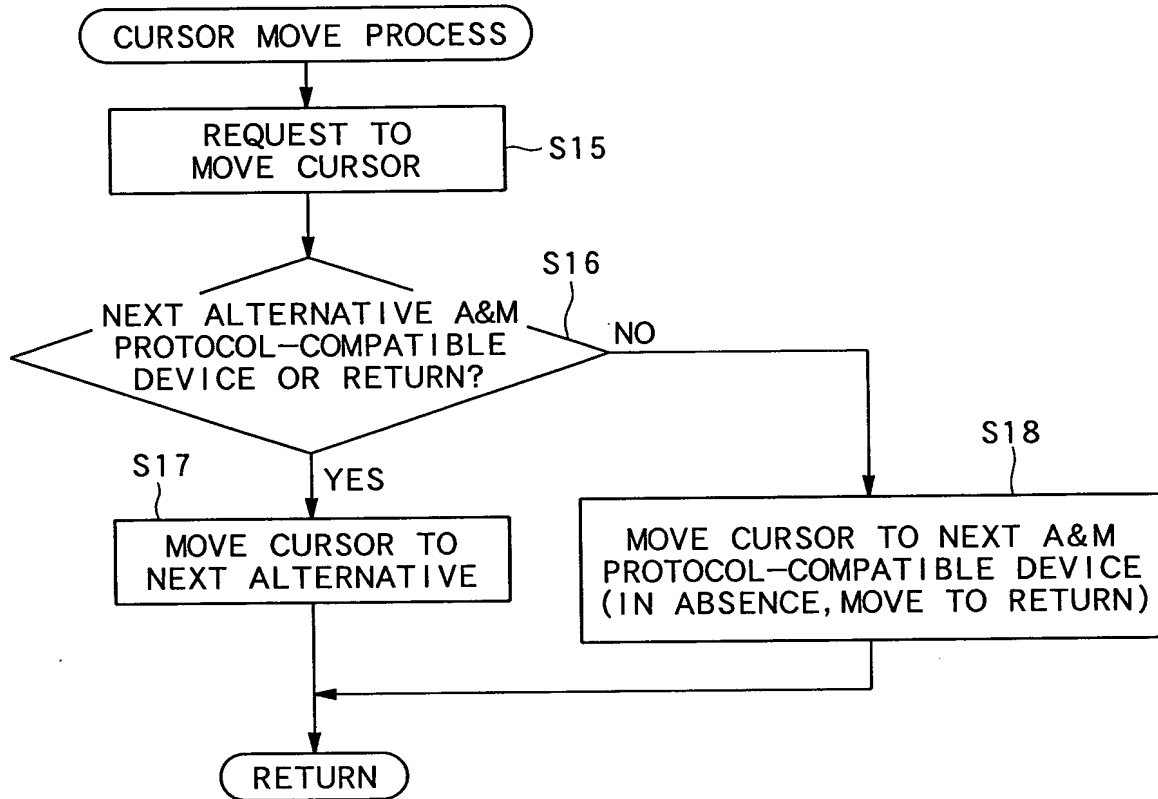 CURSOR MOVE PROCESS
REQUEST TO
MOVE CURSOR
S15
S16
NEXT ALTERNATIVE A&M
PROTOCOL-COMPATIBLE
DEVICE OR RETURN?
NO
S17
YES
S18
MOVE CURSOR TO
NEXT ALTERNATIVE
MOVE CURSOR TO NEXT A&M
PROTOCOL-COMPATIBLE DEVICE
(IN ABSENCE, MOVE TO RETURN)
RETURN